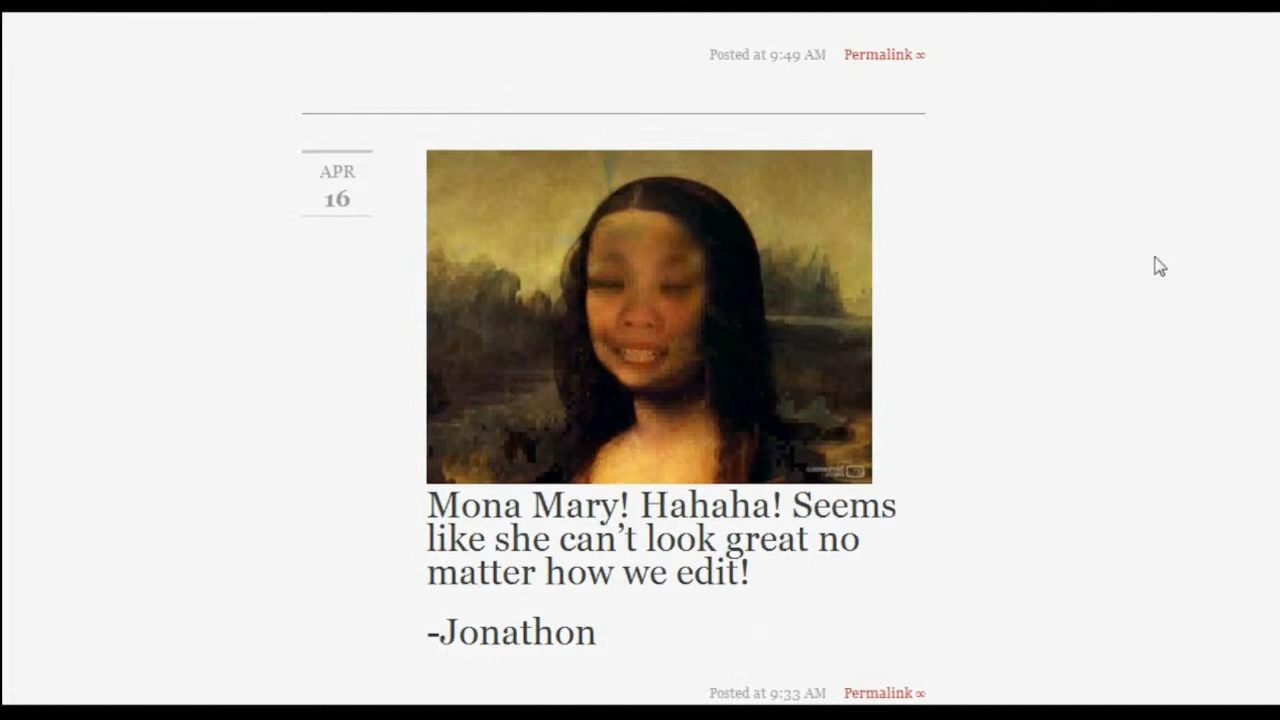 Posted at 9:49 AM Permalink ∞
APR
16
Mona Mary! Hahaha! Seems
like she can't look great no
matter how we edit!
-Jonathon
Posted at 9:33 AM Permalink ∞